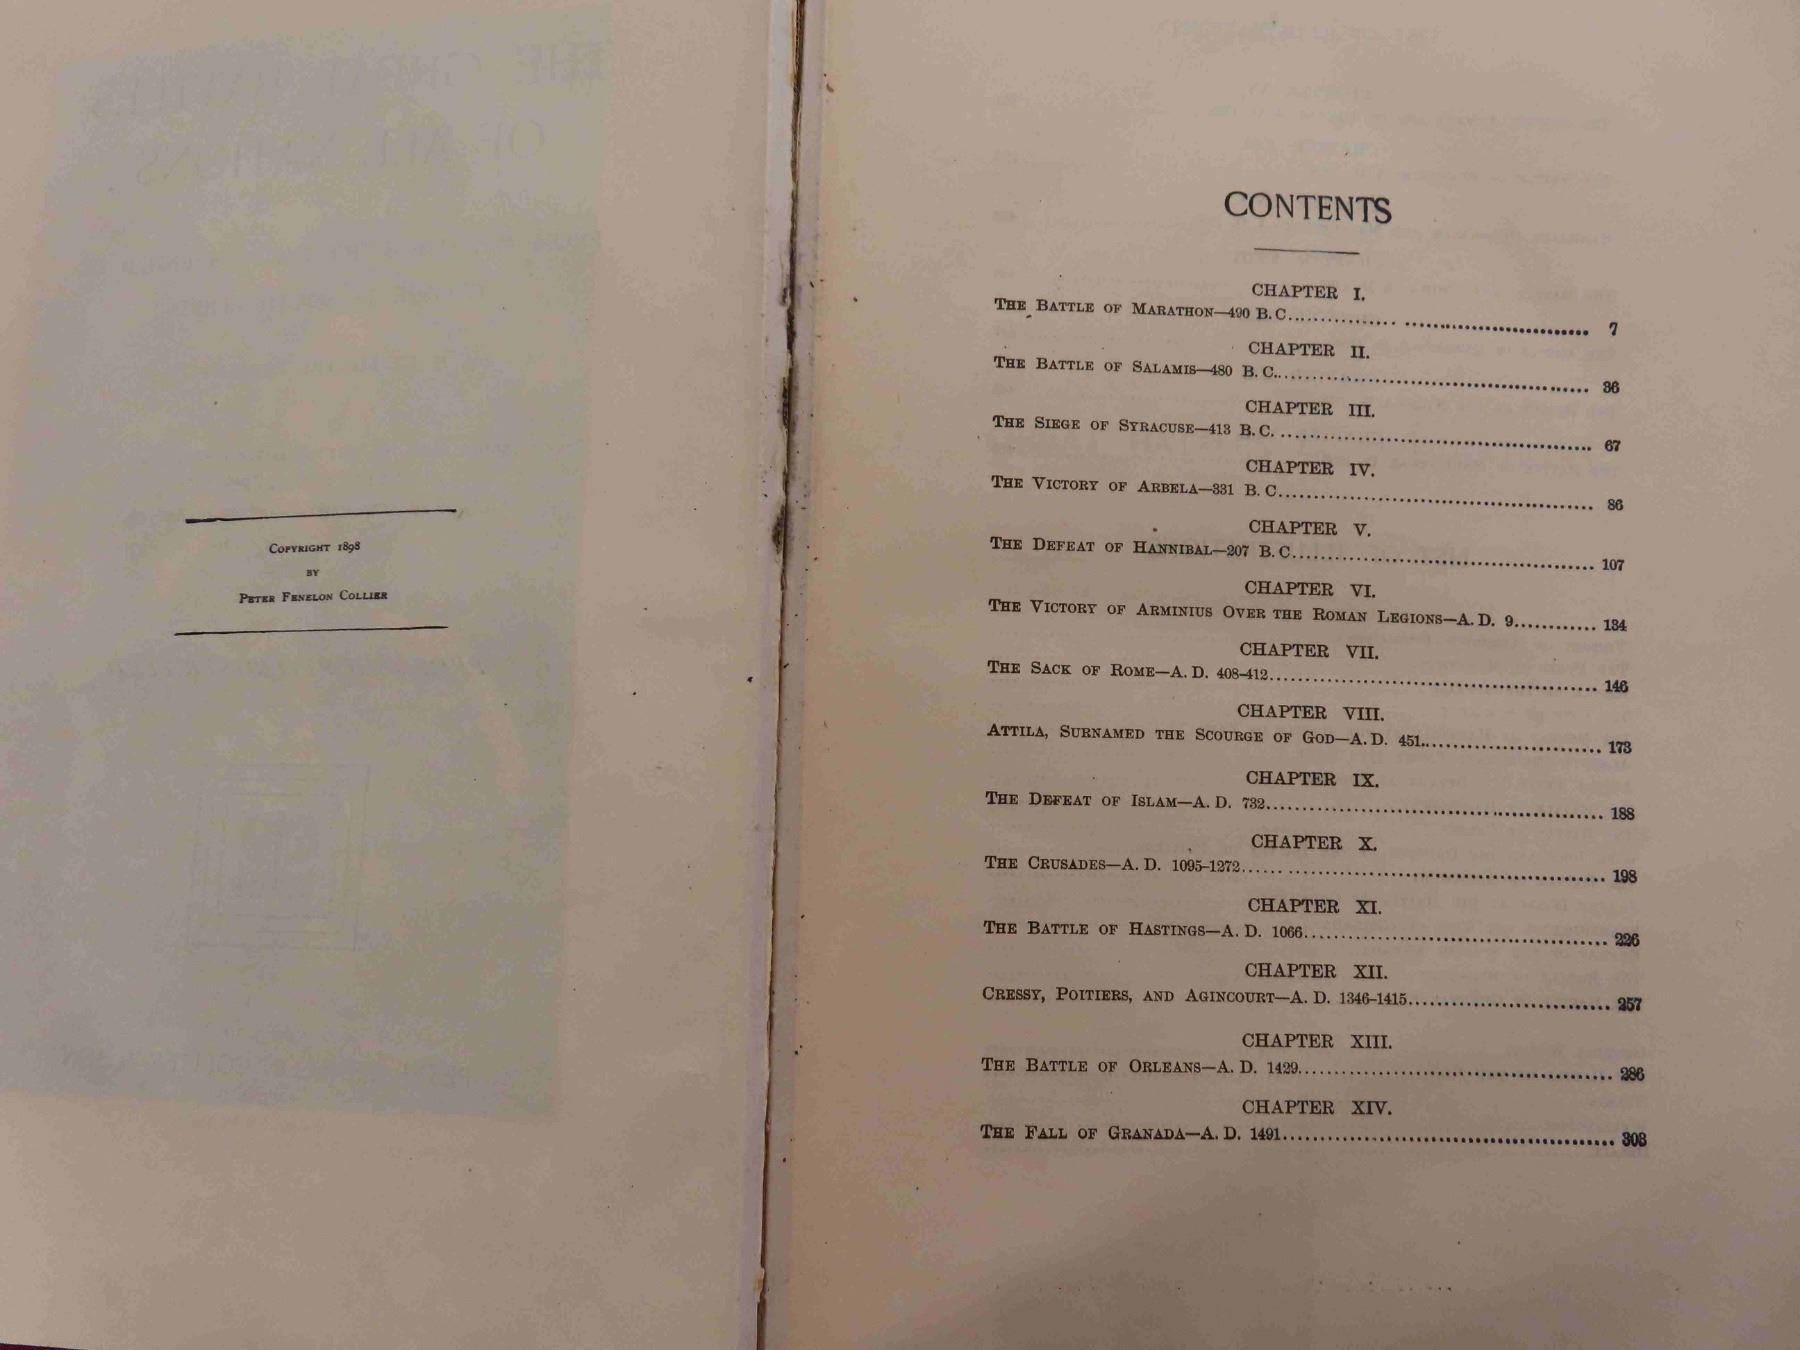 COPYRIGHT 1898
BY
PETER FENELON COLLIER
CONTENTS
CHAPTER I.
THE BATTLE OF MARATHON—490 B.C. 7
CHAPTER II.
THE BATTLE OF SALAMIS—480 B.C. 36
CHAPTER III.
THE SIEGE OF SYRACUSE—413 B.C. 67
CHAPTER IV.
THE VICTORY OF ARBELA—331 B.C. 86
CHAPTER V.
THE DEFEAT OF HANNIBAL—207 B.C. 107
CHAPTER VI.
THE VICTORY OF ARMINIUS OVER THE ROMAN LEGIONS—A.D. 9. 134
CHAPTER VII.
THE SACK OF ROME—A.D. 408-412. 146
CHAPTER VIII.
ATTILA, SURNAMED THE SCOURGE OF GOD—A.D. 451. 173
CHAPTER IX.
THE DEFEAT OF ISLAM—A.D. 732. 188
CHAPTER X.
THE CRUSADES—A.D. 1095-1272. 198
CHAPTER XI.
THE BATTLE OF HASTINGS—A.D. 1066. 226
CHAPTER XII.
CRESSY, POITIERS, AND AGINCOURT—A.D. 1346-1415. 257
CHAPTER XIII.
THE BATTLE OF ORLEANS—A.D. 1429. 286
CHAPTER XIV.
THE FALL OF GRANADA—A.D. 1491. 308